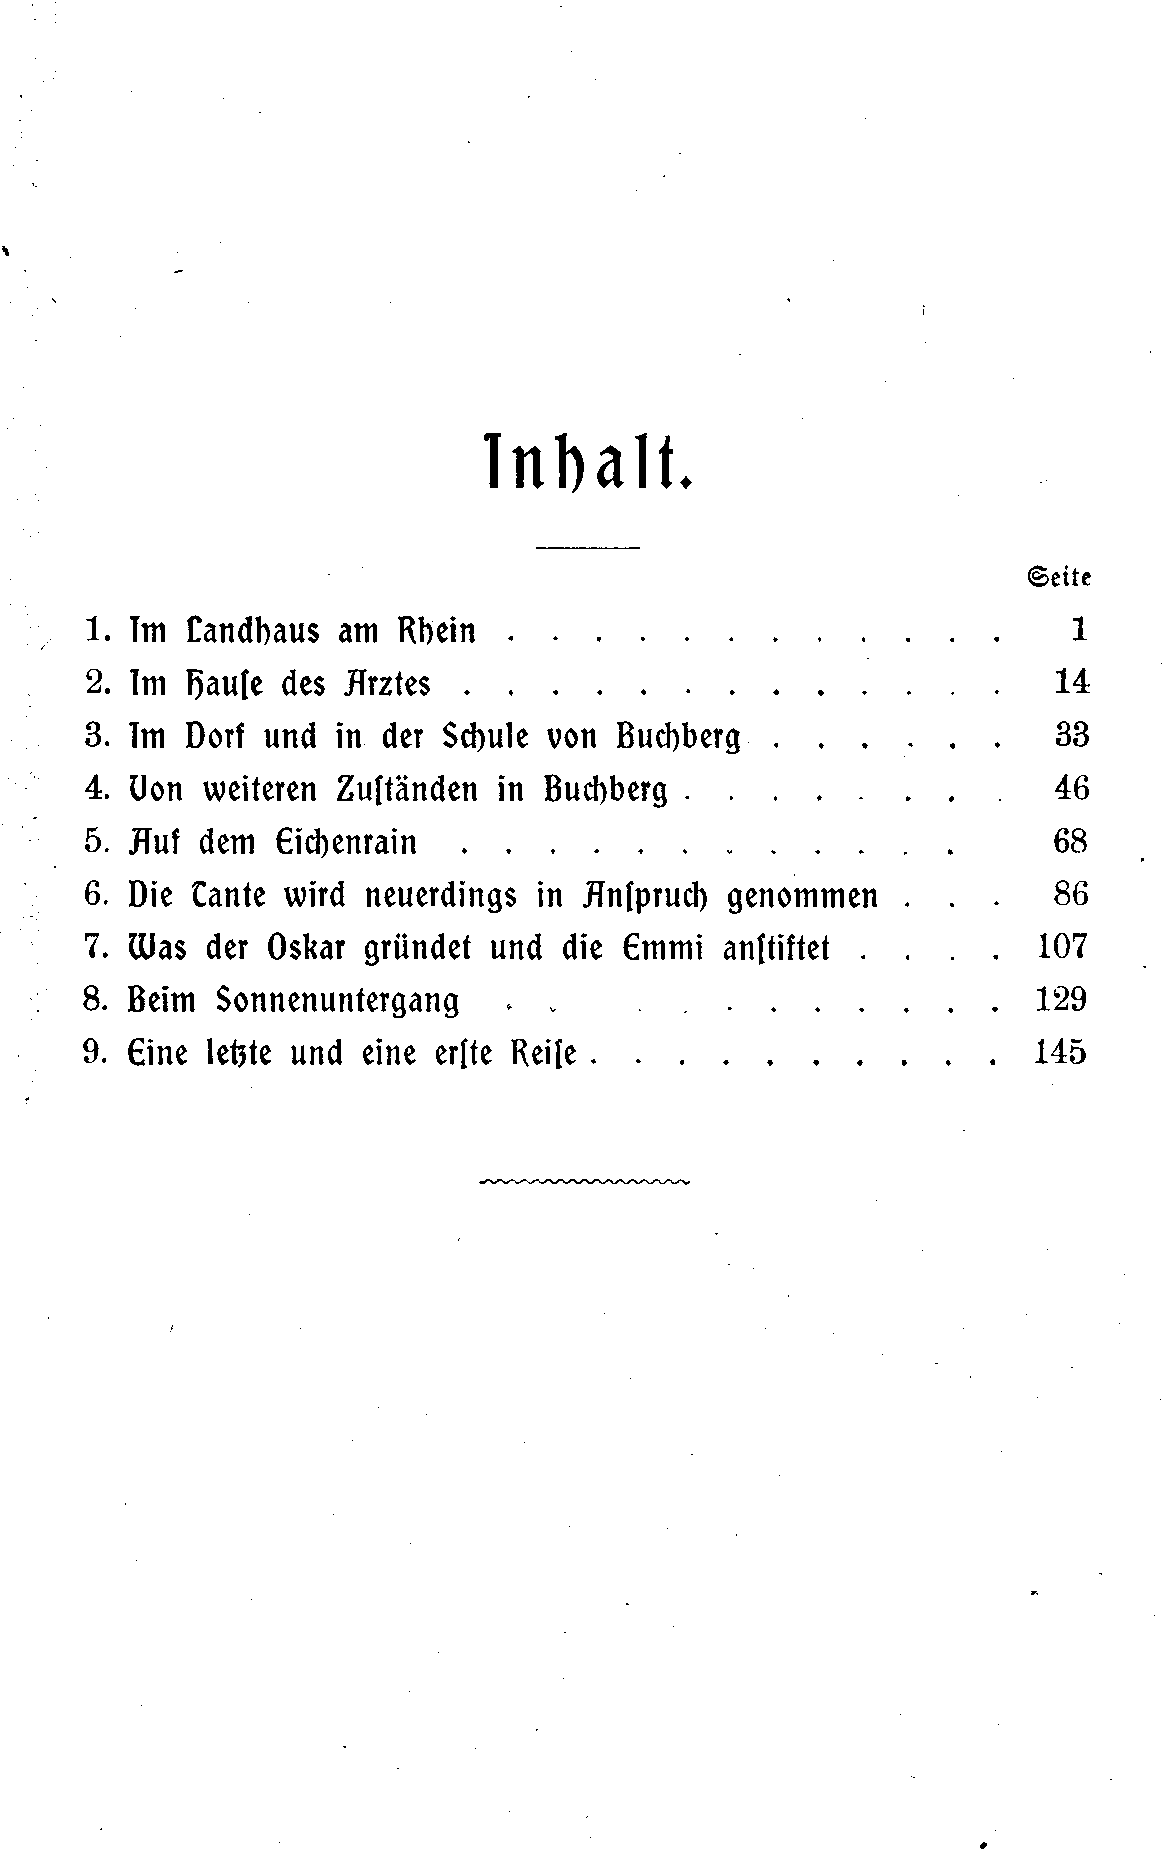 Inhalt.
Seite
1. Im Landhaus am Rhein . . . . . . . . . . . . 1
2. Im Hauſe des Arztes . . . . . . . . . . . . . 14
3. Im Dorf und in der Schule von Buchberg . . . . . . 33
4. Von weiteren Zuſtänden in Buchberg . . . . . . . . 46
5. Auf dem Eichenrain . . . . . . . . . . . . 68
6. Die Tante wird neuerdings in Anſpruch genommen . . . 86
7. Was der Oskar gründet und die Emmi anſtiftet . . . . 107
8. Beim Sonnenuntergang . . . . . . . . . . . 129
9. Eine letzte und eine erſte Reiſe . . . . . . . . . . 145